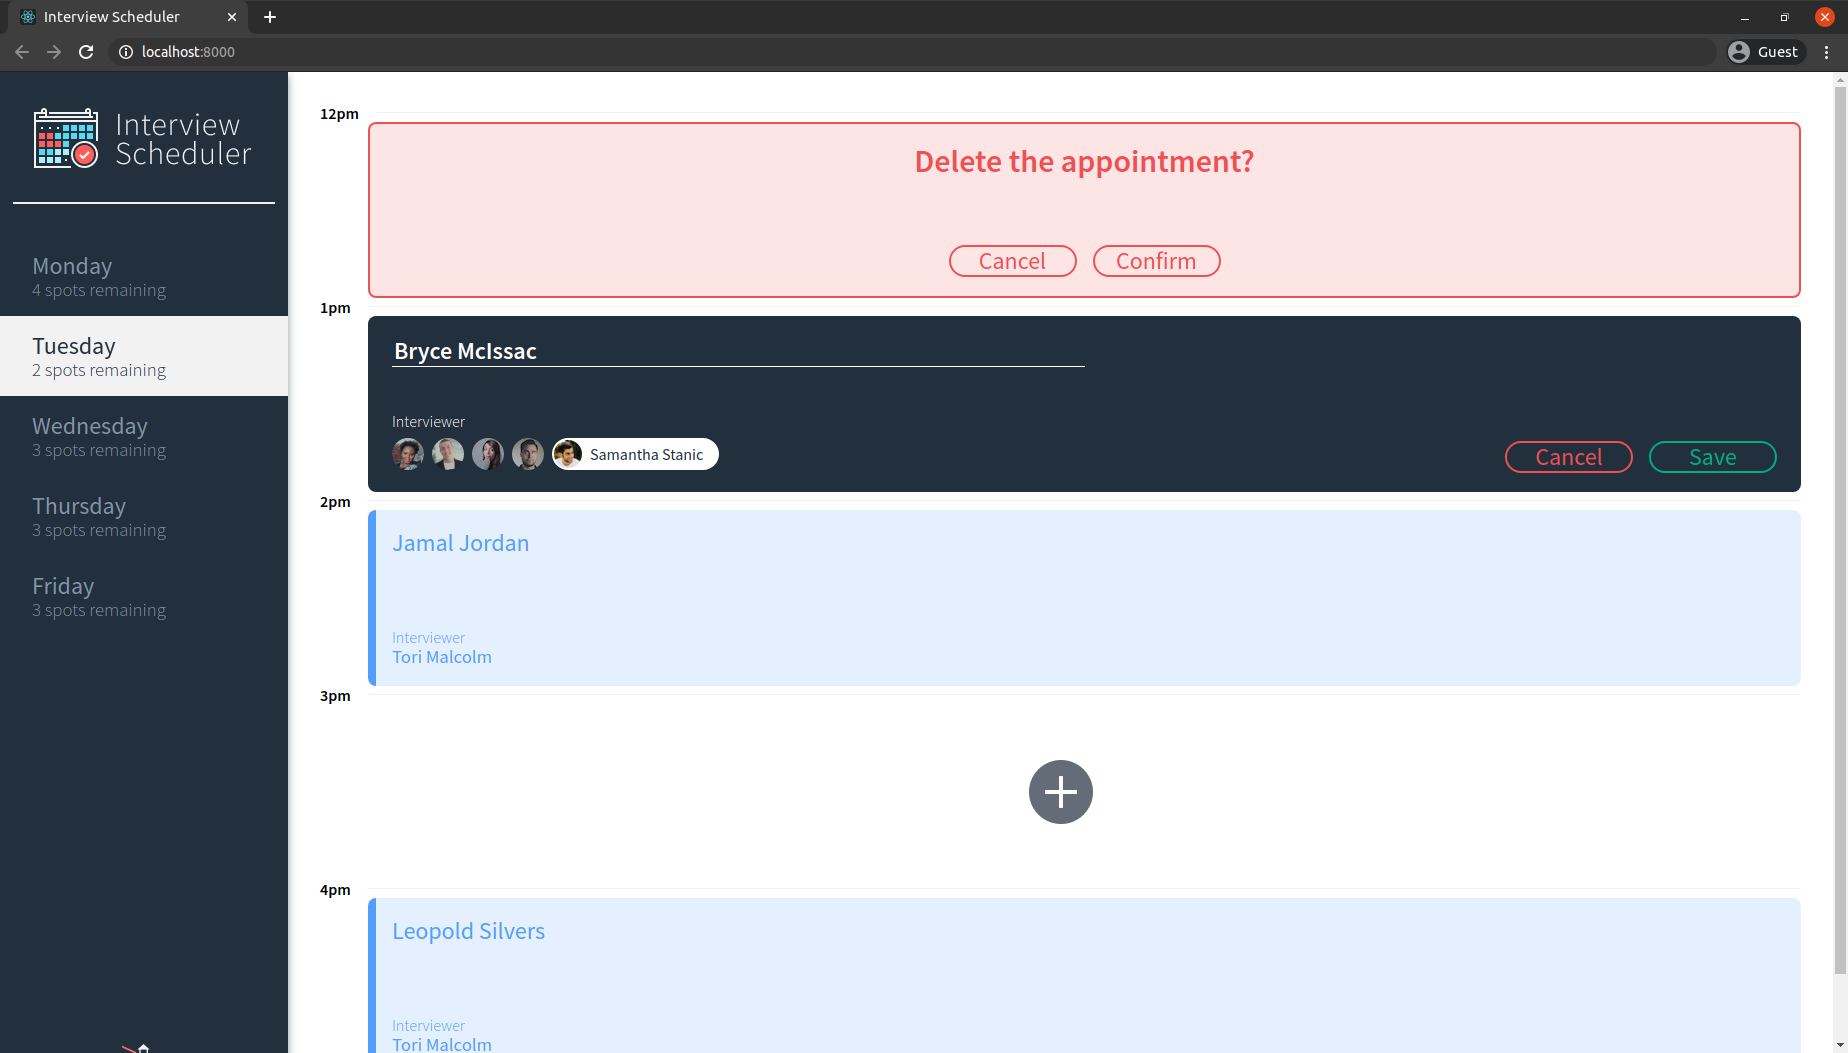 Interview Scheduler
localhost:8000
Guest
Interview
Scheduler
Monday
4 spots remaining
Tuesday
2 spots remaining
Wednesday
3 spots remaining
Thursday
3 spots remaining
Friday
3 spots remaining
12pm
Delete the appointment?
Cancel Confirm
1pm
Bryce McIssac
Interviewer
Samantha Stanic
Cancel Save
2pm
Jamal Jordan
Interviewer
Tori Malcolm
3pm
4pm
Leopold Silvers
Interviewer
Tori Malcolm